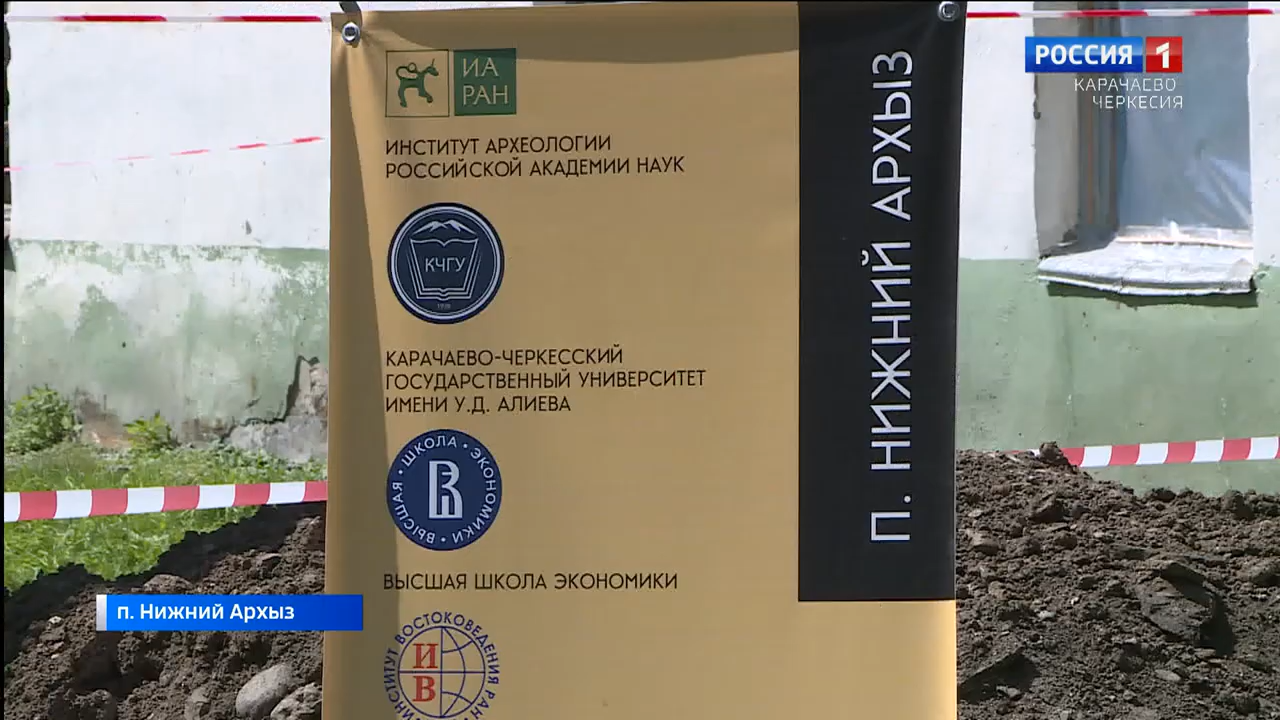 ИА
РАН
ИНСТИТУТ АРХЕОЛОГИИ
РОССИЙСКОЙ АКАДЕМИИ НАУК
КЧГУ
КАРАЧАЕВО-ЧЕРКЕССКИЙ
ГОСУДАРСТВЕННЫЙ УНИВЕРСИТЕТ
ИМЕНИ У.Д. АЛИЕВА
ВЫСШАЯ • ШКОЛА • ЭКОНОМИКИ •
ВЫСШАЯ ШКОЛА ЭКОНОМИКИ
ИНСТИТУТ ВОСТОКОВЕДЕНИЯ РАН
ИВ
П. НИЖНИЙ АРХЫЗ
РОССИЯ 1
КАРАЧАЕВО
ЧЕРКЕСИЯ
п. Нижний Архыз